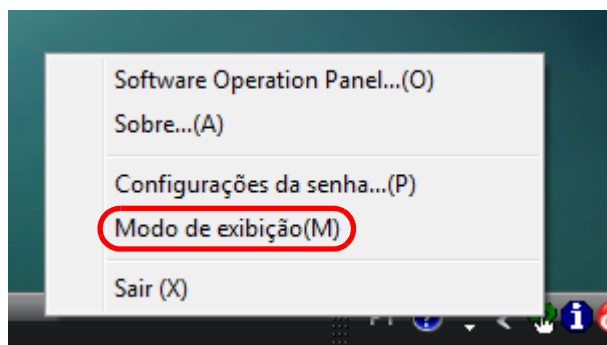 Software Operation Panel...(O)
Sobre...(A)
Configurações da senha...(P)
Modo de exibição(M)
Sair (X)